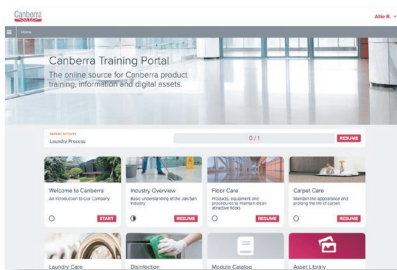 Canberra
Allie B.
Home
Canberra Training Portal
The online source for Canberra product
training, information and digital assets.
RECENT ACTIVITY
Laundry Process
0 / 1
RESUME
Welcome to Canberra
An Introduction to Our Company
START
Industry Overview
Basic understanding of the Jan/San
Industry
RESUME
Floor Care
Products, equipment and
procedures to maintain clean
attractive floors
RESUME
Carpet Care
Maintain the appearance and
prolong the life of carpet
RESUME
Laundry Care
Disinfection
Module Catalog
Asset Library